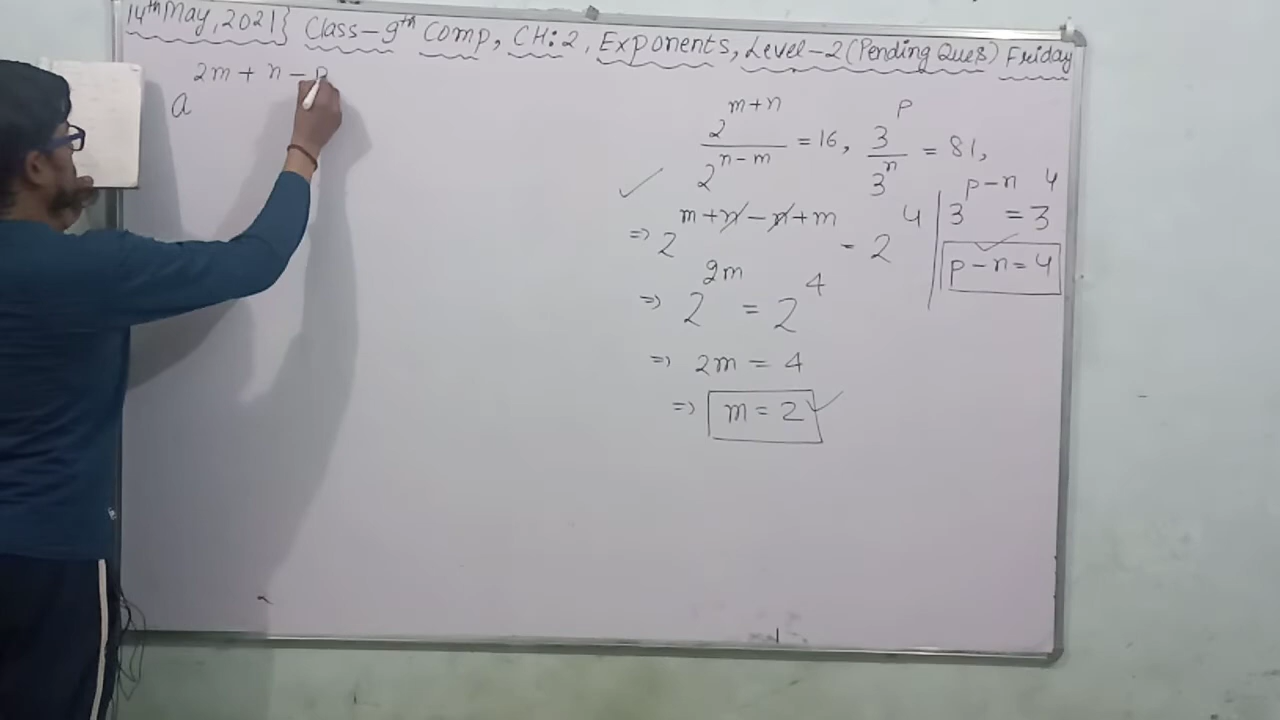 14th May, 2021} Class-9th Comp, CH:2, Exponents, Level-2 (Pending Ques) Friday
a^{2m+n-p}
2^{m+n}/2^{n-m} = 16, 3^p/3^n = 81,
✓ => 2^{m+n-n+m} = 2^4 | 3^{p-n} = 3^4
=> 2^{2m} = 2^4 | p-n=4 ✓
=> 2m = 4
=> m = 2 ✓